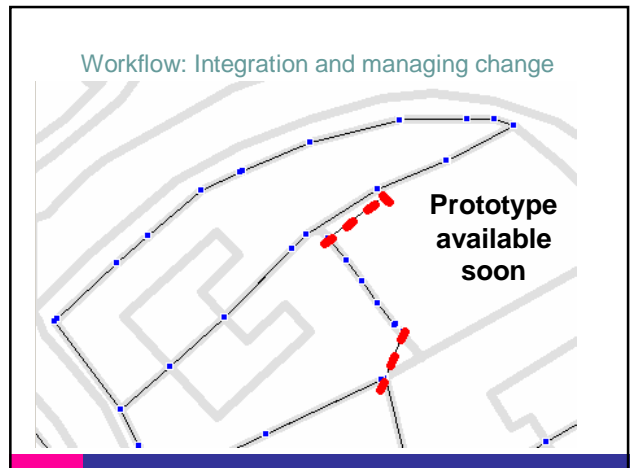 Workflow: Integration and managing change
Prototype
available
soon